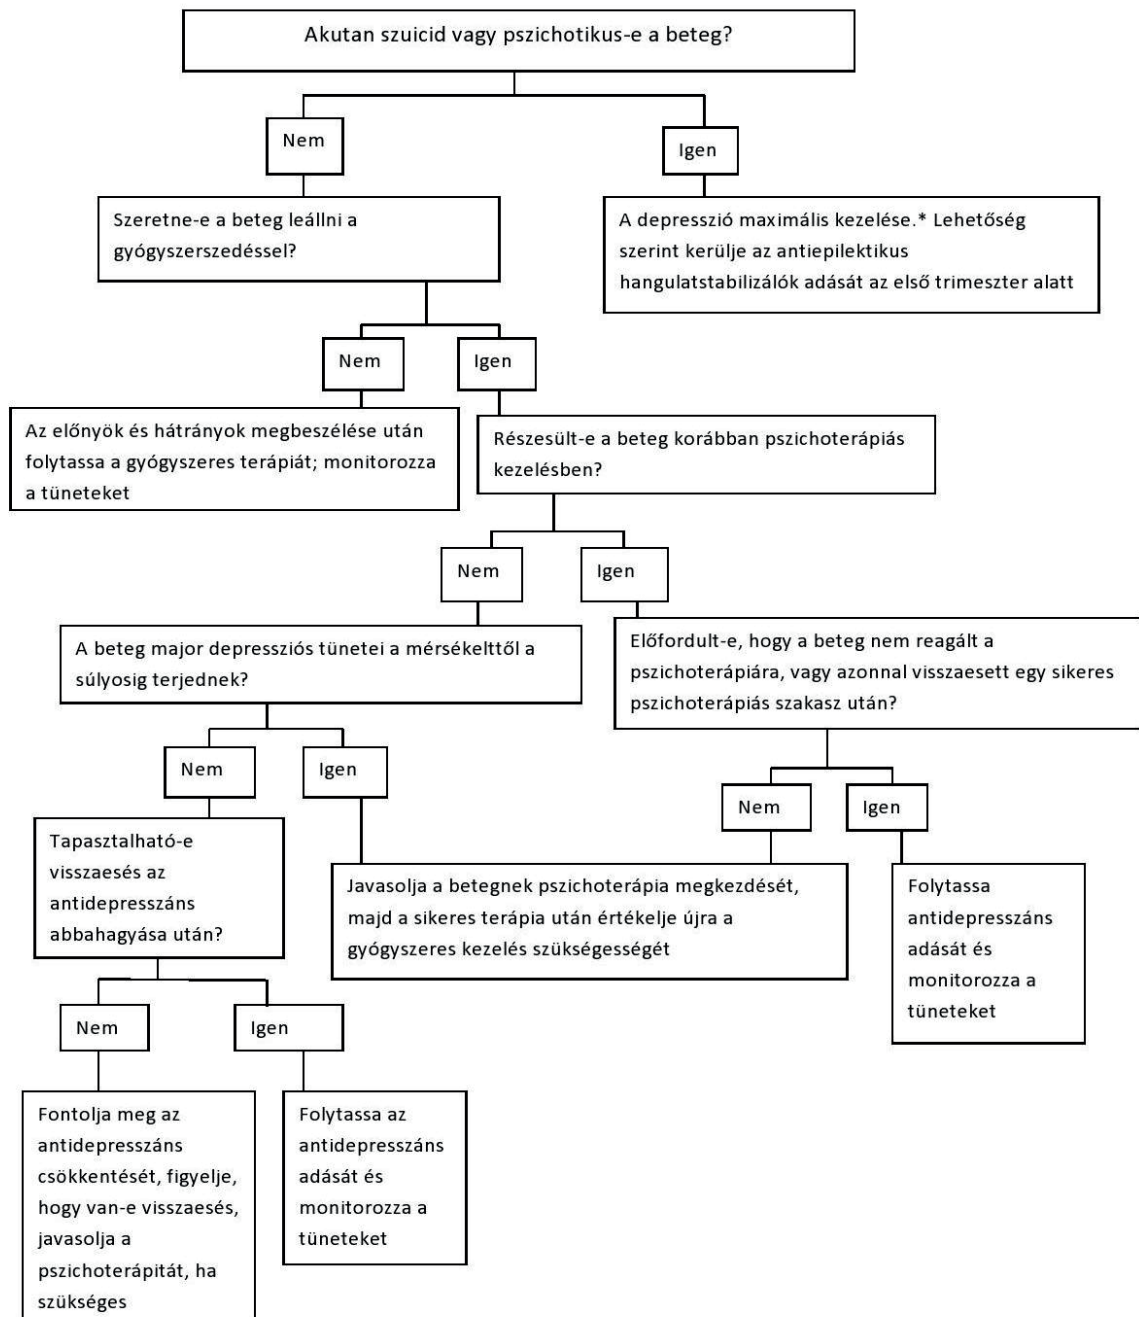 Akutan szuicid vagy pszichotikus-e a beteg?
Nem
Igen
Szeretne-e a beteg leállni a
gyógyszerszedéssel?
A depresszió maximális kezelése.* Lehetőség
szerint kerülje az antiepilektikus
hangulatstabilizálók adását az első trimeszter alatt
Nem
Igen
Az előnyök és hátrányok megbeszélése után
folytassa a gyógyszeres terápiát; monitorozza
a tüneteket
Részesült-e a beteg korábban pszichoterápiás
kezelésben?
Nem
Igen
A beteg major depressziós tünetei a mérsékelttől a
súlyosig terjednek?
Előfordult-e, hogy a beteg nem reagált a
pszichoterápiára, vagy azonnal visszaesett egy sikeres
pszichoterápiás szakasz után?
Nem
Igen
Nem
Igen
Tapasztalható-e
visszaesés az
antidepresszáns
abbahagyása után?
Javasolja a betegnek pszichoterápia megkezdését,
majd a sikeres terápia után értékelje újra a
gyógyszeres kezelés szükségességét
Folytassa
antidepresszáns
adását és
monitorozza a
tüneteket
Nem
Igen
Fontolja meg az
antidepresszáns
csökkentését, figyelje,
hogy van-e visszaesés,
javasolja a
pszichoterápitát, ha
szükséges
Folytassa az
antidepresszáns
adását és
monitorozza a
tüneteket